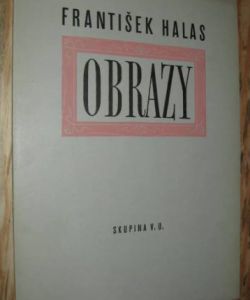 FRANTIŠEK HALAS
OBRAZY
SKUPINA V. U.